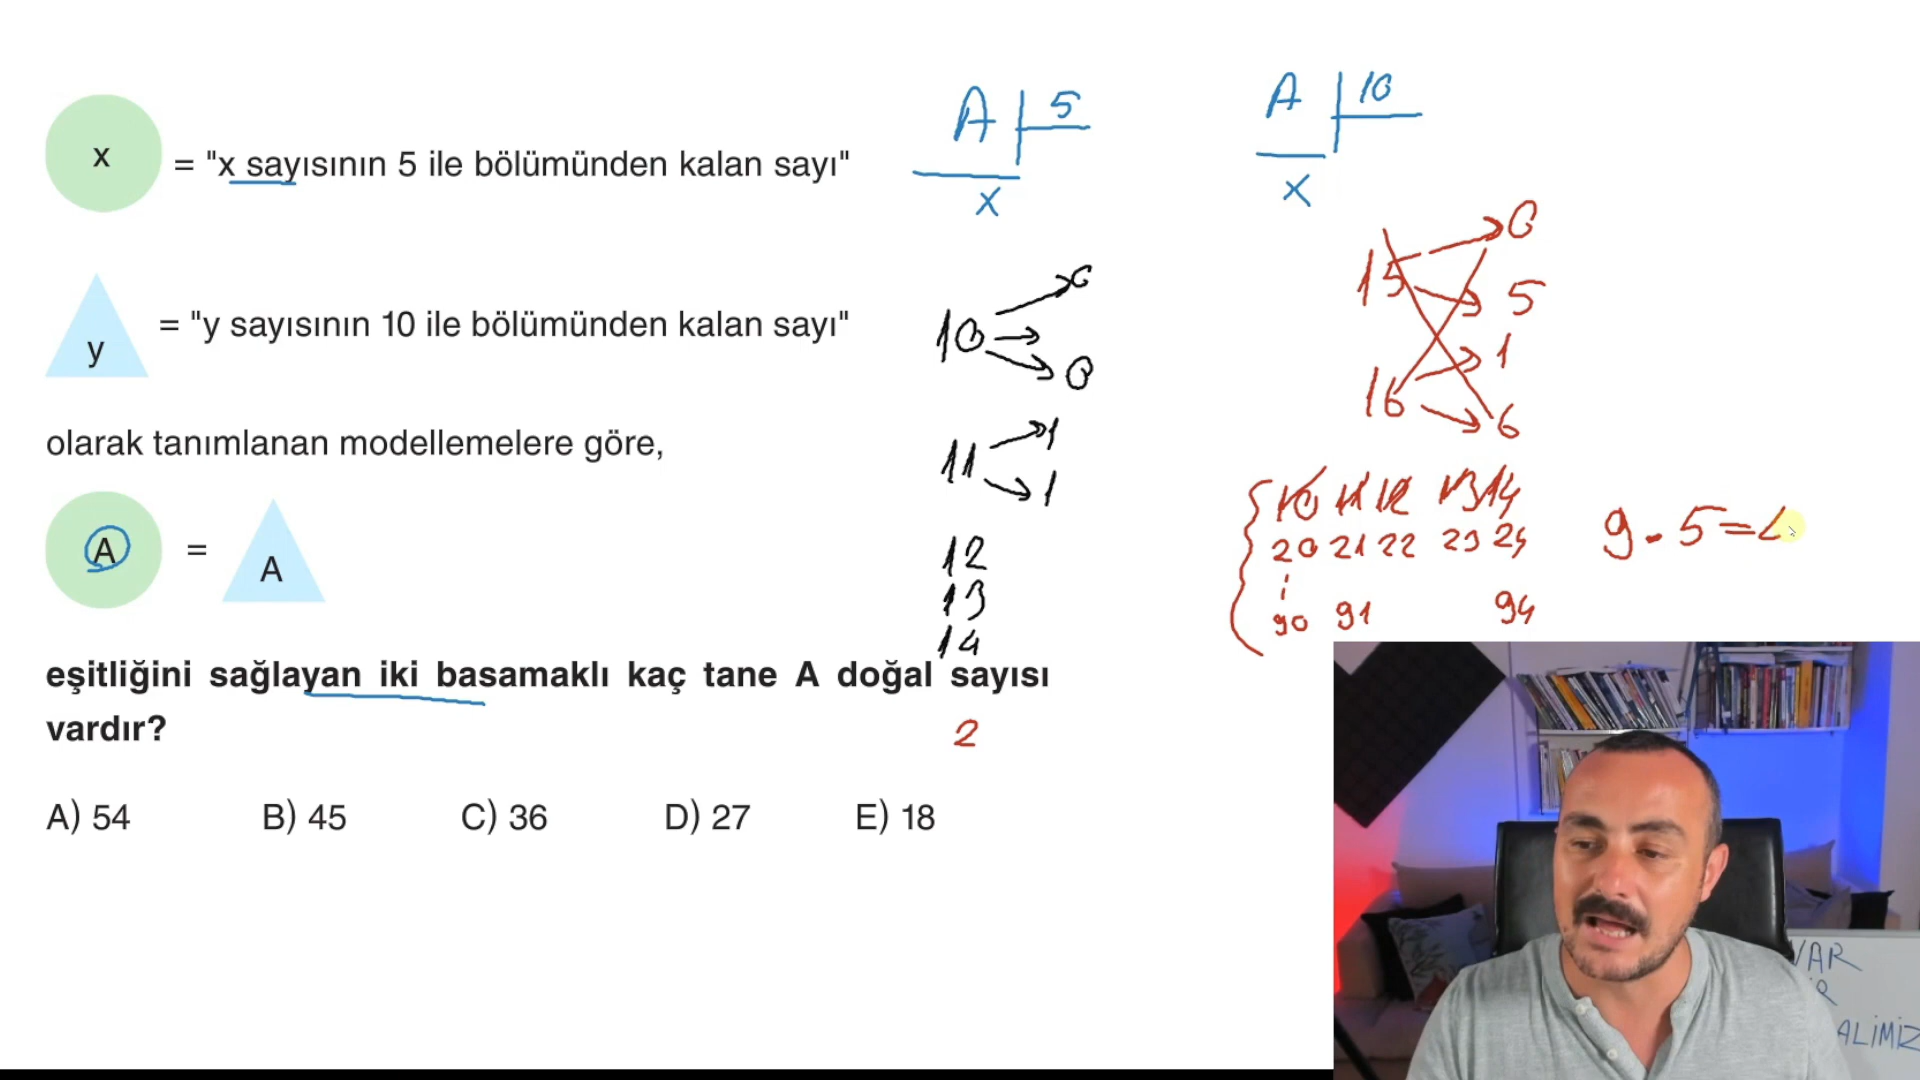 x = "x sayısının 5 ile bölümünden kalan sayı"
y = "y sayısının 10 ile bölümünden kalan sayı"
olarak tanımlanan modellemelere göre,
A = A
eşitliğini sağlayan iki basamaklı kaç tane A doğal sayısı
vardır?
A) 54 B) 45 C) 36 D) 27 E) 18
A 5
x
A 10
x
10 0
0
11 1
1
12
13
14
2
15 0
5
16 1
6
10 11 12 13 14
20 21 22 23 24
90 91 94
9 . 5 =
VAR
ALİMİZ